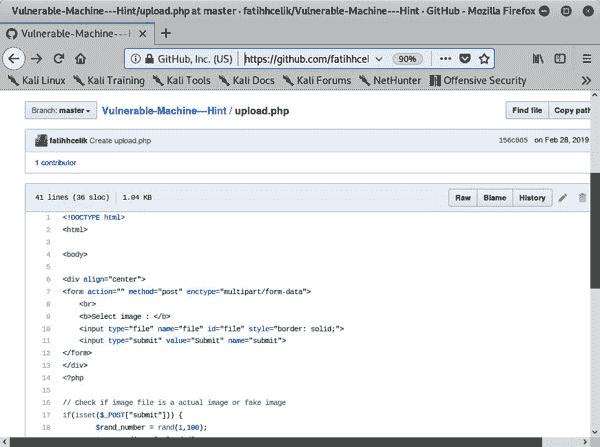 Vulnerable-Machine---Hint/upload.php at master · fatihhcelik/Vulnerable-Machine---Hint · GitHub - Mozilla Firefox
Vulnerable-Machine---Hin
GitHub, Inc. (US)
https://github.com/fatihhcel
90%
Kali Linux
Kali Training
Kali Tools
Kali Docs
Kali Forums
NetHunter
Offensive Security
Branch: master
Vulnerable-Machine---Hint / upload.php
Find file
Copy path
fatihhcelik Create upload.php
on Feb 28, 2019
1 contributor
41 lines (36 sloc)
1.04 KB
Raw
Blame
History
1 <!DOCTYPE html>
2 <html>
3
4 <body>
5
6 <div align="center">
7 <form action="" method="post" enctype="multipart/form-data">
8 <br>
9 <b>Select image : </b>
10 <input type="file" name="file" id="file" style="border: solid;">
11 <input type="submit" value="Submit" name="submit">
12 </form>
13 </div>
14 <?php
15
16 // Check if image file is a actual image or fake image
17 if(isset($_POST["submit"])) {
18 $rand_number = rand(1,100);